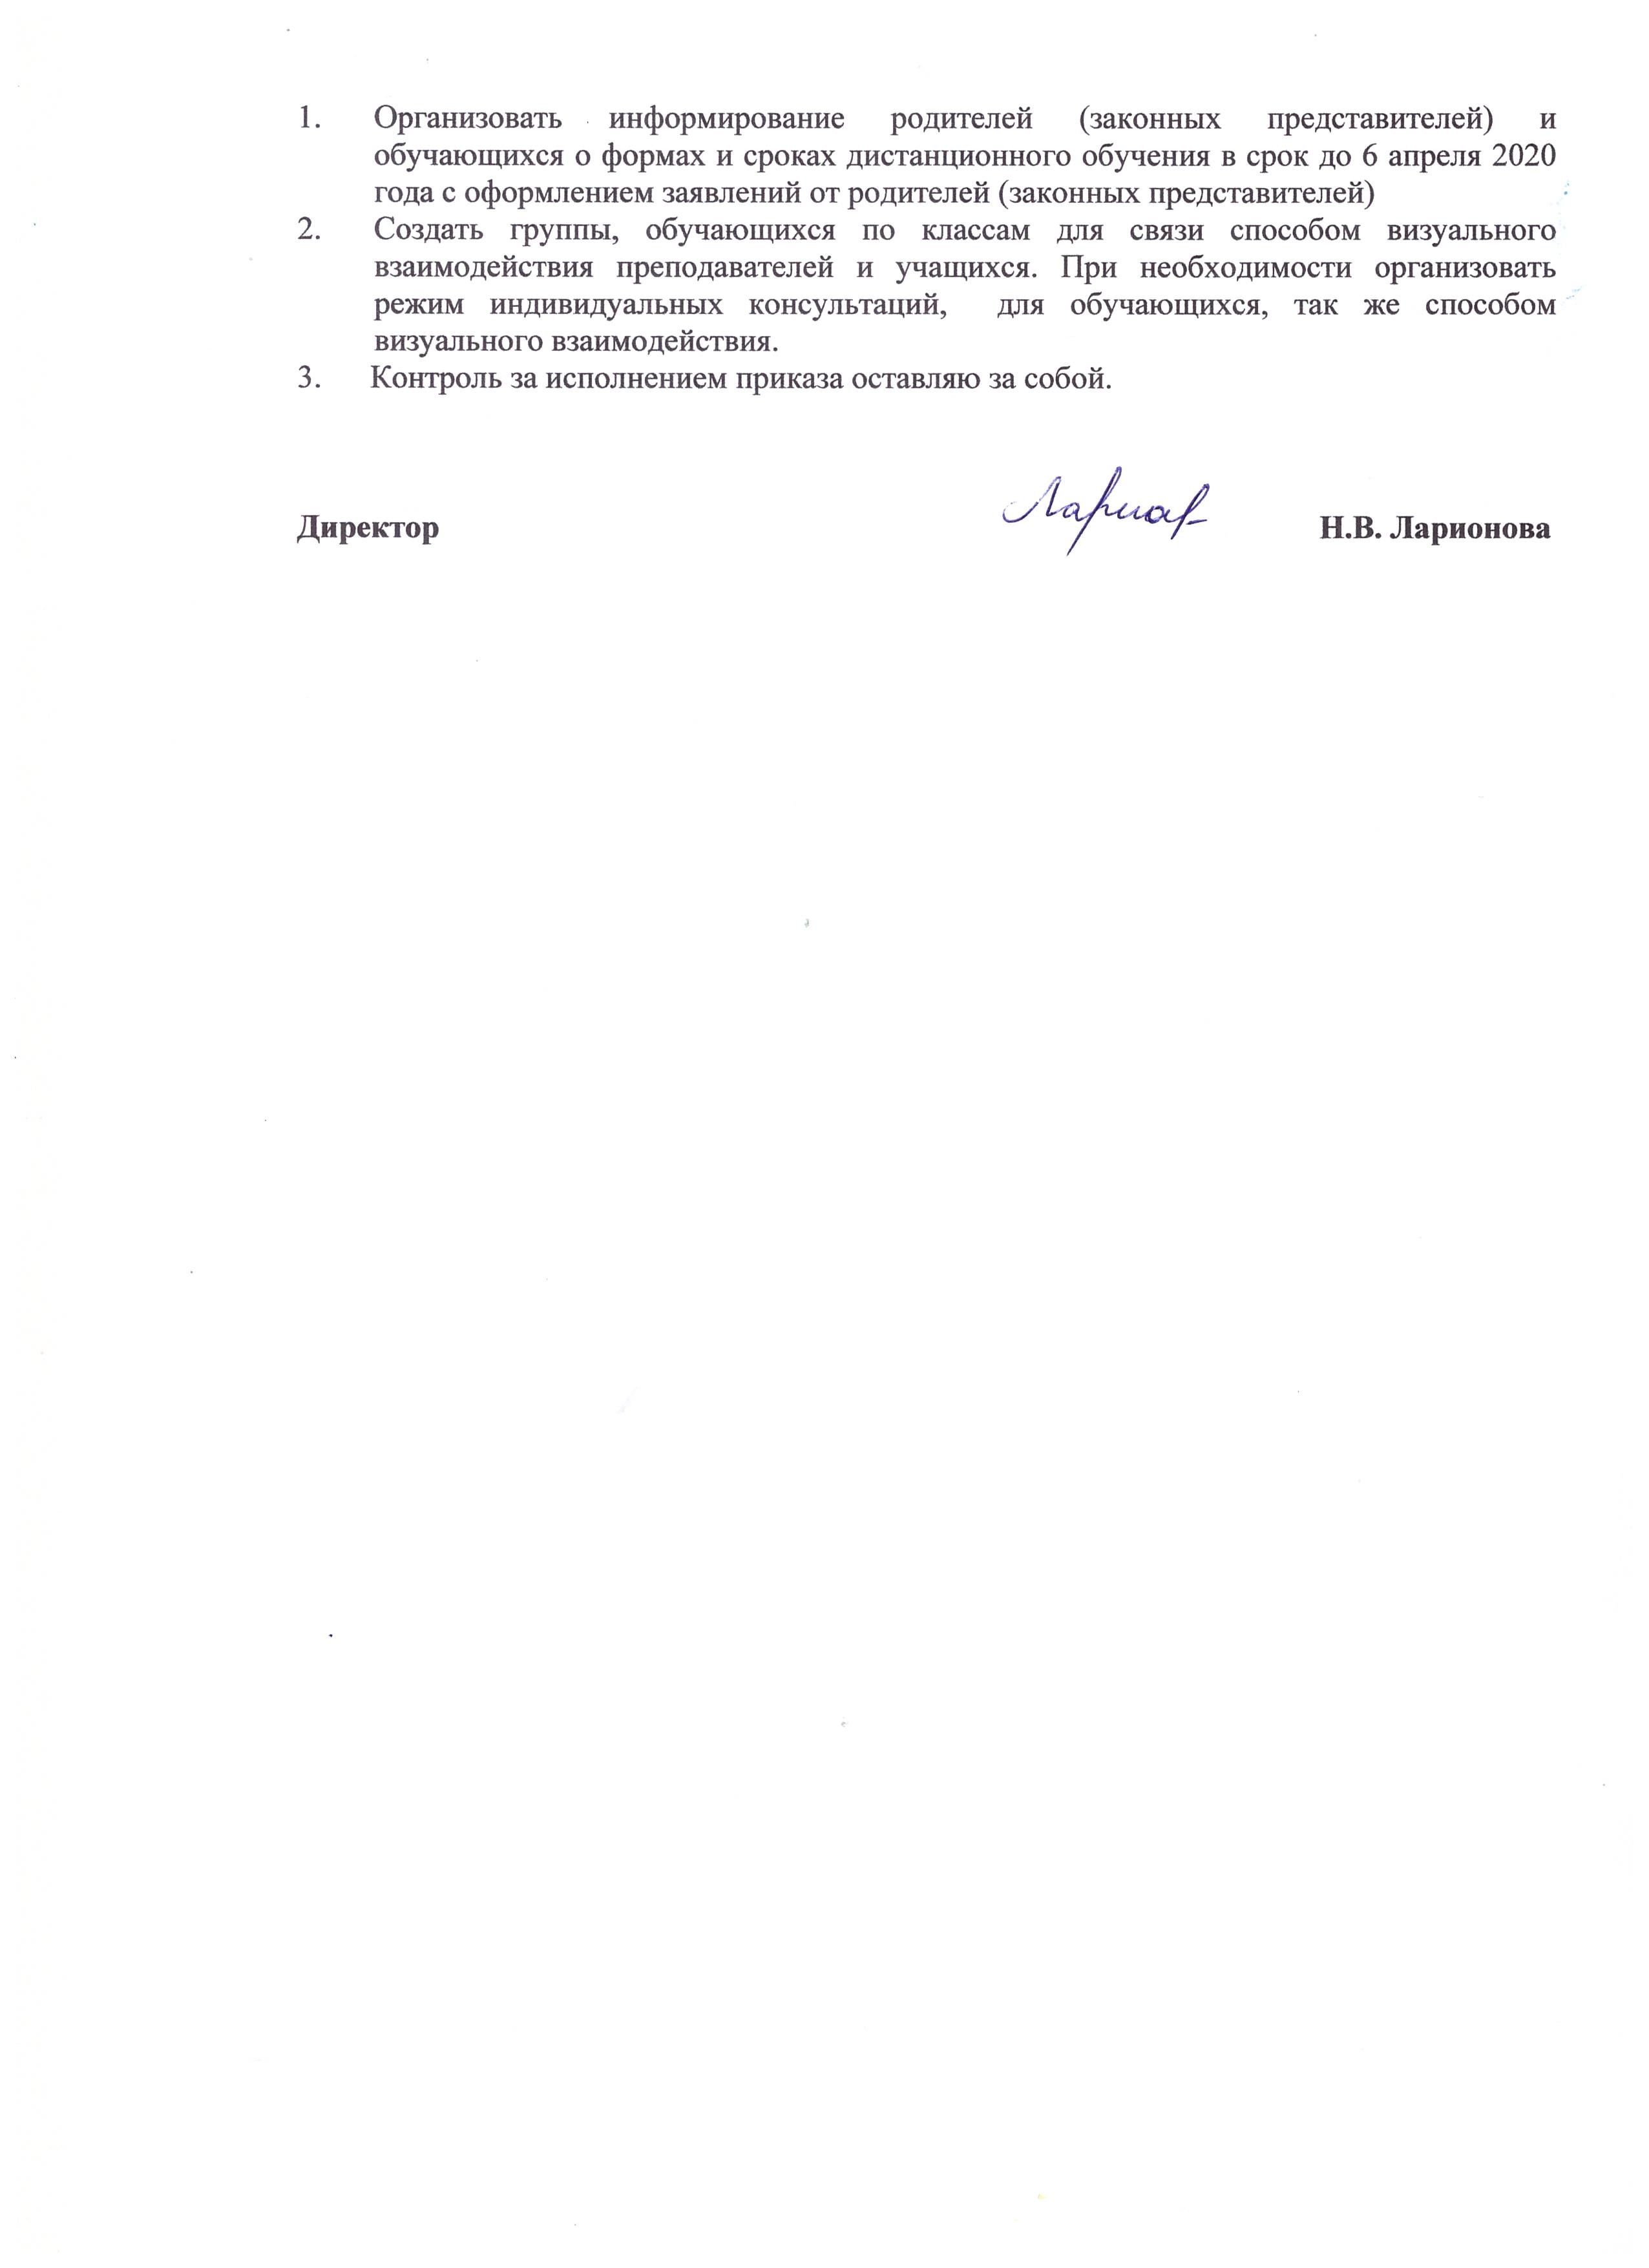 1. Организовать информирование родителей (законных представителей) и
обучающихся о формах и сроках дистанционного обучения в срок до 6 апреля 2020
года с оформлением заявлений от родителей (законных представителей)
2. Создать группы, обучающихся по классам для связи способом визуального
взаимодействия преподавателей и учащихся. При необходимости организовать
режим индивидуальных консультаций, для обучающихся, так же способом
визуального взаимодействия.
3. Контроль за исполнением приказа оставляю за собой.
Директор Н.В. Ларионова